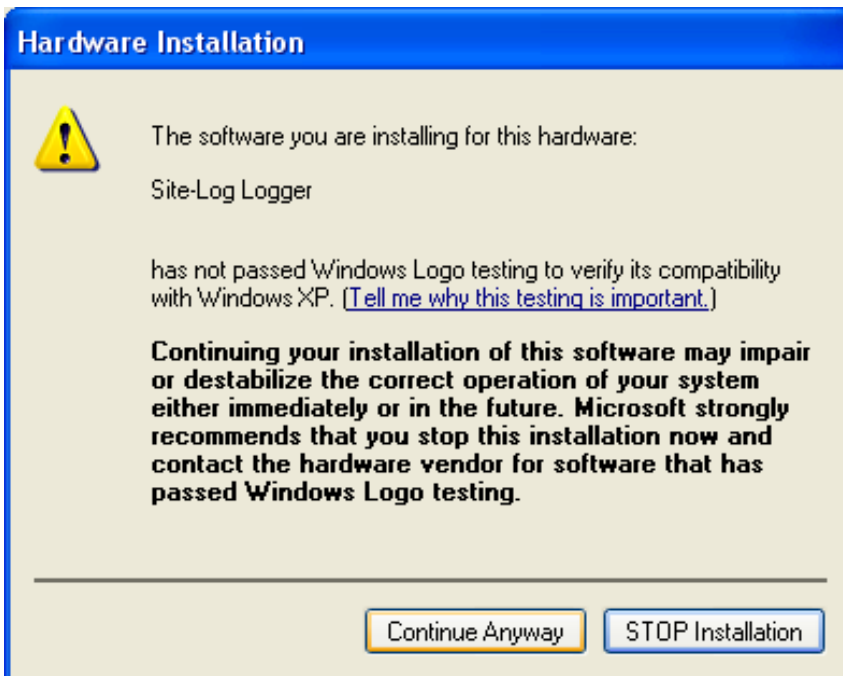 Hardware Installation
The software you are installing for this hardware:
Site-Log Logger
has not passed Windows Logo testing to verify its compatibility
with Windows XP. (Tell me why this testing is important.)
Continuing your installation of this software may impair
or destabilize the correct operation of your system
either immediately or in the future. Microsoft strongly
recommends that you stop this installation now and
contact the hardware vendor for software that has
passed Windows Logo testing.
Continue Anyway STOP Installation